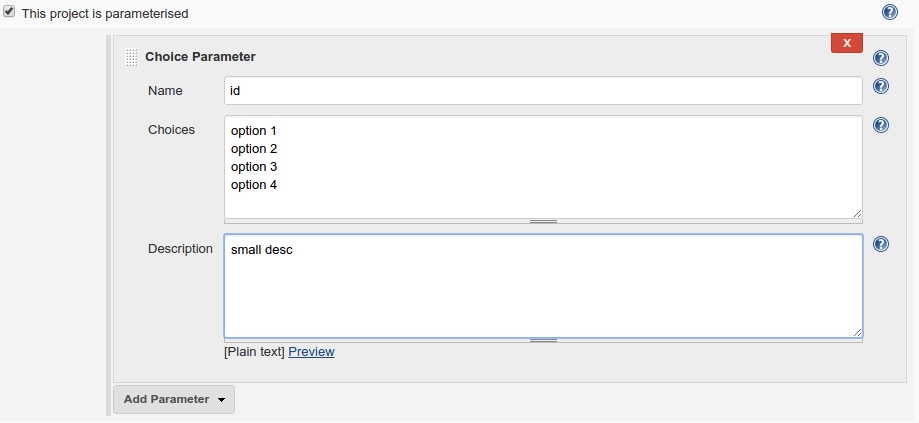 This project is parameterised
X
Choice Parameter
Name
id
Choices
option 1
option 2
option 3
option 4
Description
small desc
[Plain text] Preview
Add Parameter